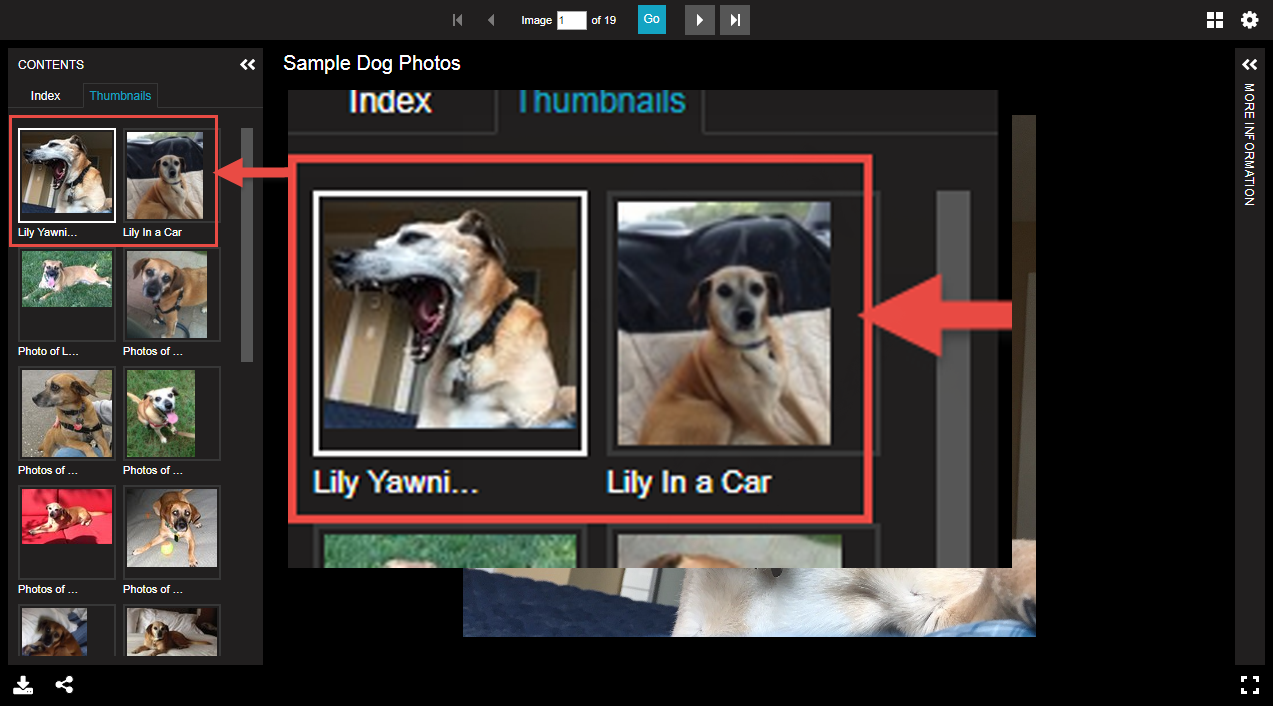 Image 1 of 19 Go
CONTENTS
Index Thumbnails
Lily Yawni... Lily In a Car
Photo of L... Photos of ...
Photos of ... Photos of ...
Photos of ... Photos of ...
Sample Dog Photos
Index Thumbnails
Lily Yawni... Lily In a Car
MORE INFORMATION